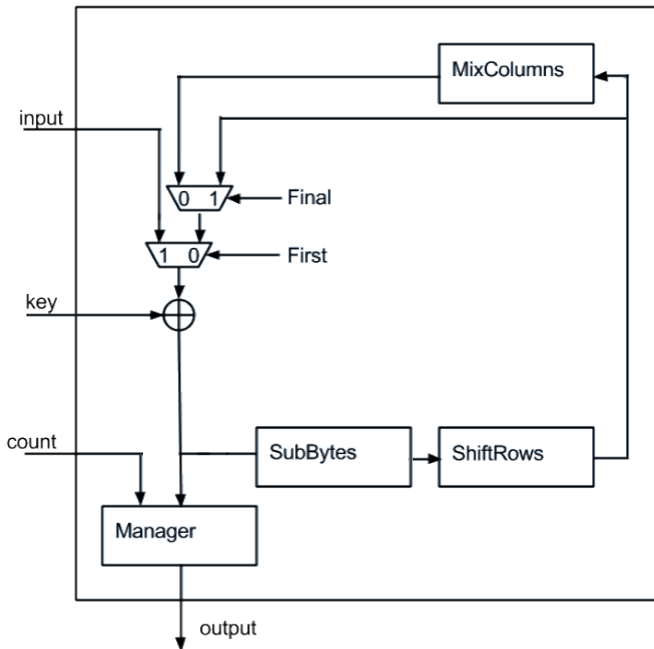 MixColumns
input
0 1
Final
1 0
First
key
count
SubBytes
ShiftRows
Manager
output